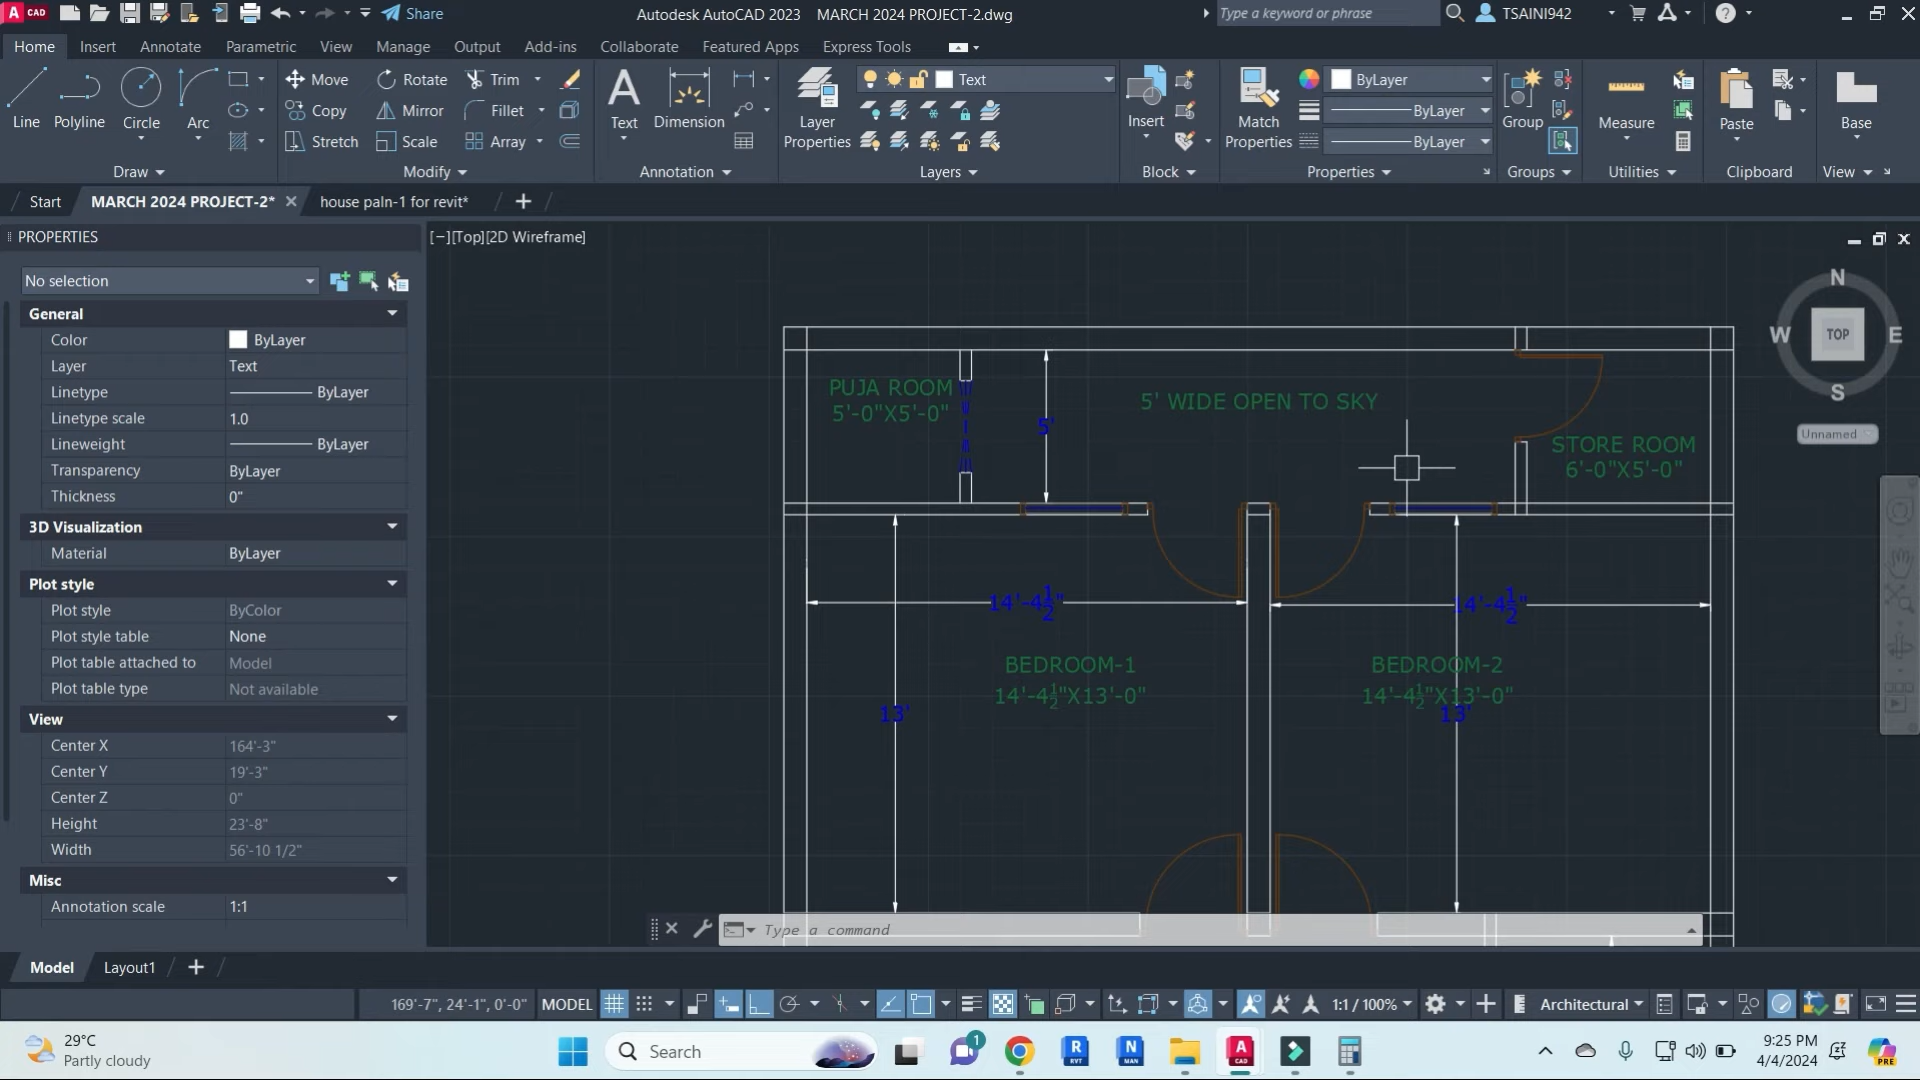 CAD
Share
Autodesk AutoCAD 2023 MARCH 2024 PROJECT-2.dwg
Type a keyword or phrase
TSAINI942
Home Insert Annotate Parametric View Manage Output Add-ins Collaborate Featured Apps Express Tools
Line Polyline Circle Arc
Move Rotate Trim
Copy Mirror Fillet
Stretch Scale Array
Text Dimension
Layer Properties
Text
Insert
Match Properties
ByLayer
ByLayer
ByLayer
Group
Measure
Paste
Base
Draw Modify Annotation Layers Block Properties Groups Utilities Clipboard View
Start MARCH 2024 PROJECT-2* house paln-1 for revit*
PROPERTIES
No selection
General
Color ByLayer
Layer Text
Linetype ByLayer
Linetype scale 1.0
Lineweight ByLayer
Transparency ByLayer
Thickness 0"
3D Visualization
Material ByLayer
Plot style
Plot style ByColor
Plot style table None
Plot table attached to Model
Plot table type Not available
View
Center X 164'-3"
Center Y 19'-3"
Center Z 0"
Height 23'-8"
Width 56'-10 1/2"
Misc
Annotation scale 1:1
[−][Top][2D Wireframe]
N
W TOP E
S
Unnamed
PUJA ROOM
5'-0"X5'-0"
5'
5' WIDE OPEN TO SKY
STORE ROOM
6'-0"X5'-0"
14'-4½"
14'-4½"
BEDROOM-1
14'-4½"X13'-0"
BEDROOM-2
14'-4½"X13'-0"
13'
13'
Type a command
Model Layout1
169'-7", 24'-1", 0'-0" MODEL
1:1 / 100%
Architectural
29°C
Partly cloudy
Search
1
RVT
N
MAN
A
CAD
9:25 PM
4/4/2024
PRE